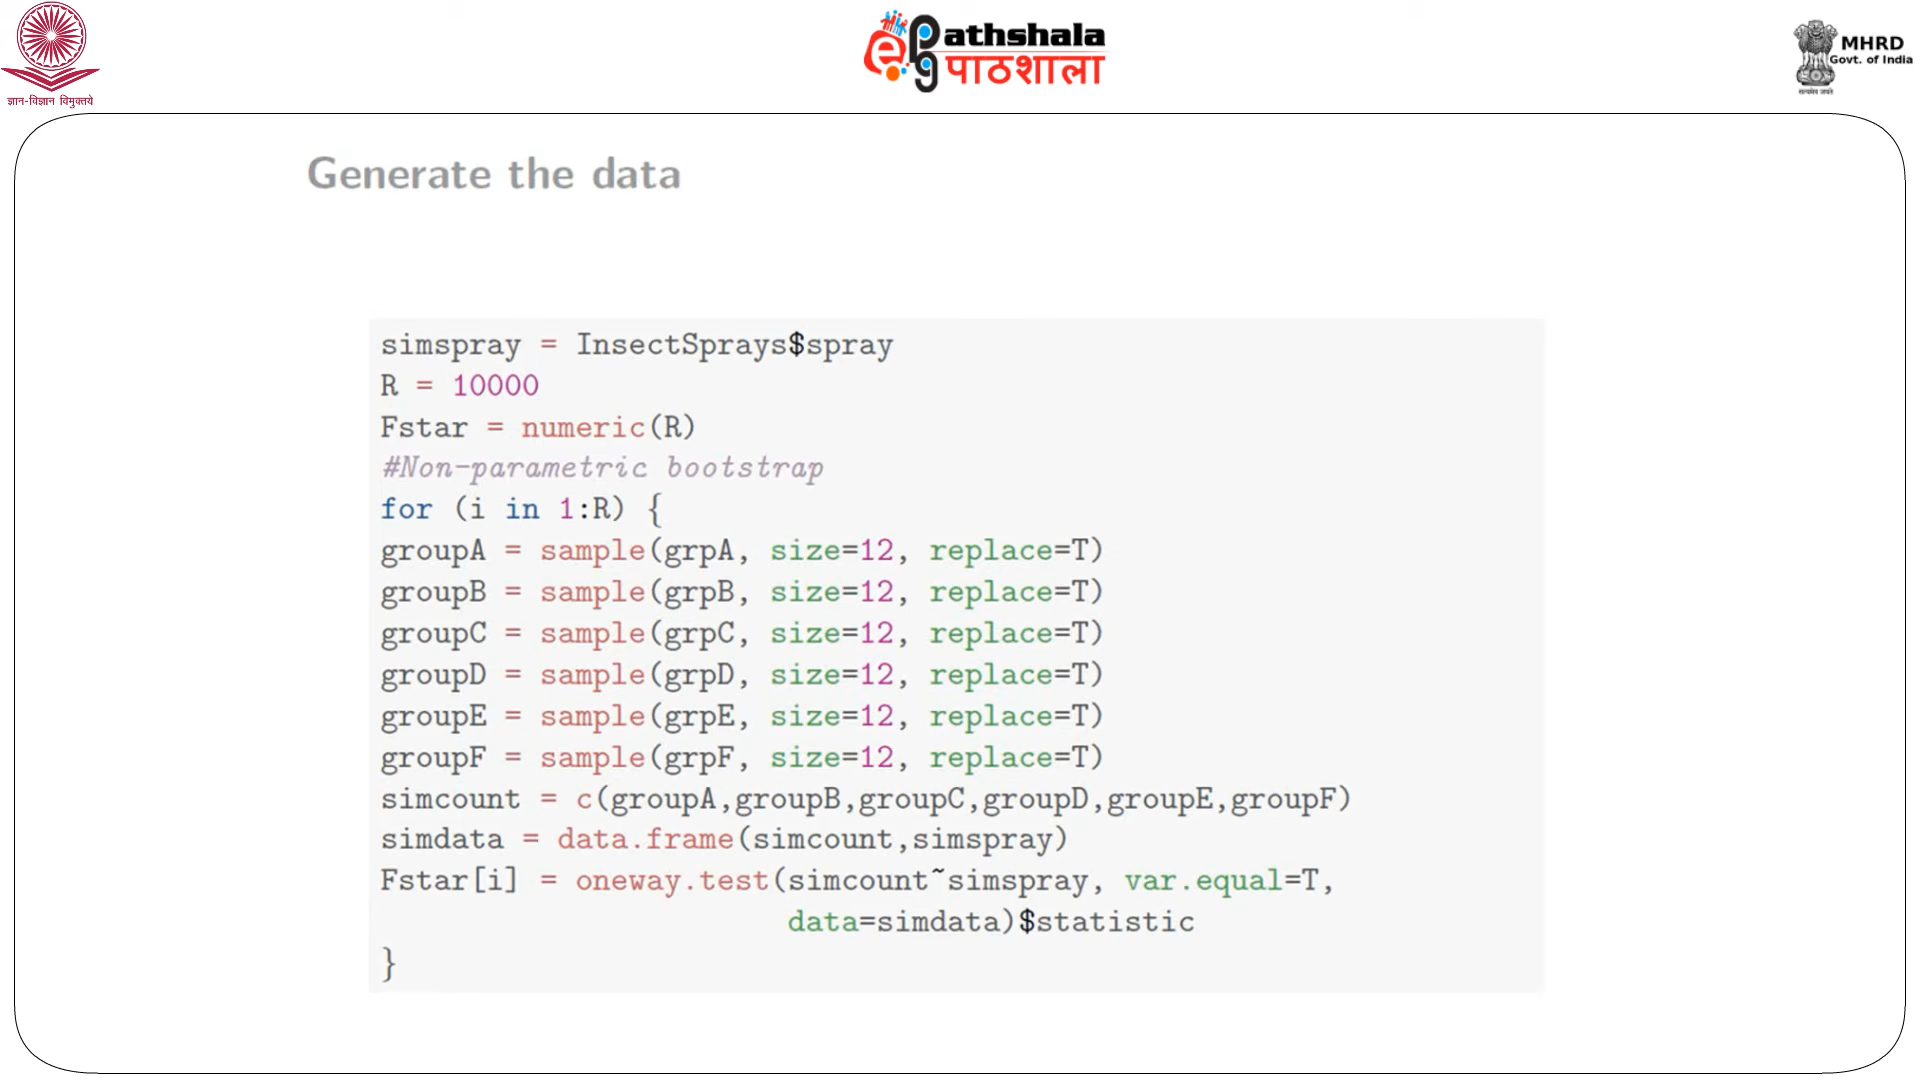 ज्ञान-विज्ञान विमुक्तये
ePathshala
पाठशाला
MHRD
Govt. of India
सत्यमेव जयते
Generate the data
simspray = InsectSprays$spray
R = 10000
Fstar = numeric(R)
#Non-parametric bootstrap
for (i in 1:R) {
groupA = sample(grpA, size=12, replace=T)
groupB = sample(grpB, size=12, replace=T)
groupC = sample(grpC, size=12, replace=T)
groupD = sample(grpD, size=12, replace=T)
groupE = sample(grpE, size=12, replace=T)
groupF = sample(grpF, size=12, replace=T)
simcount = c(groupA,groupB,groupC,groupD,groupE,groupF)
simdata = data.frame(simcount,simspray)
Fstar[i] = oneway.test(simcount~simspray, var.equal=T,
data=simdata)$statistic
}